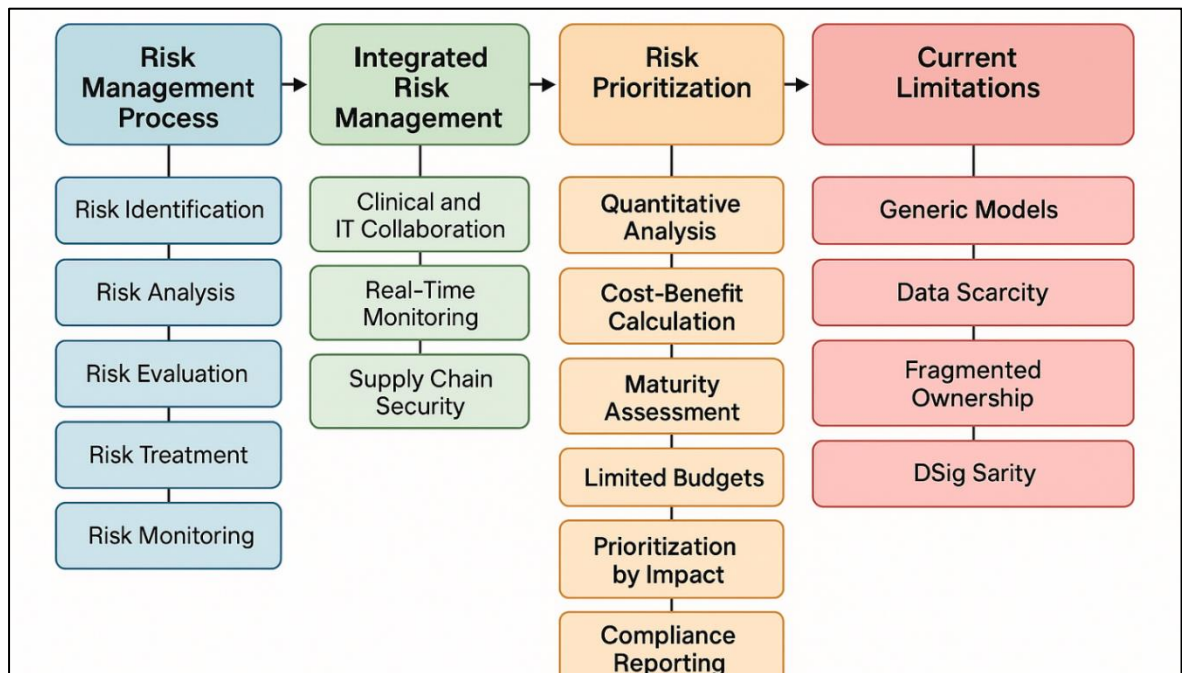 Risk
Management
Process
Risk Identification
Risk Analysis
Risk Evaluation
Risk Treatment
Risk Monitoring
Integrated
Risk
Management
Clinical and
IT Collaboration
Real-Time
Monitoring
Supply Chain
Security
Risk
Prioritization
Quantitative
Analysis
Cost-Benefit
Calculation
Maturity
Assessment
Limited Budgets
Prioritization
by Impact
Compliance
Reporting
Current
Limitations
Generic Models
Data Scarcity
Fragmented
Ownership
DSig Sarity